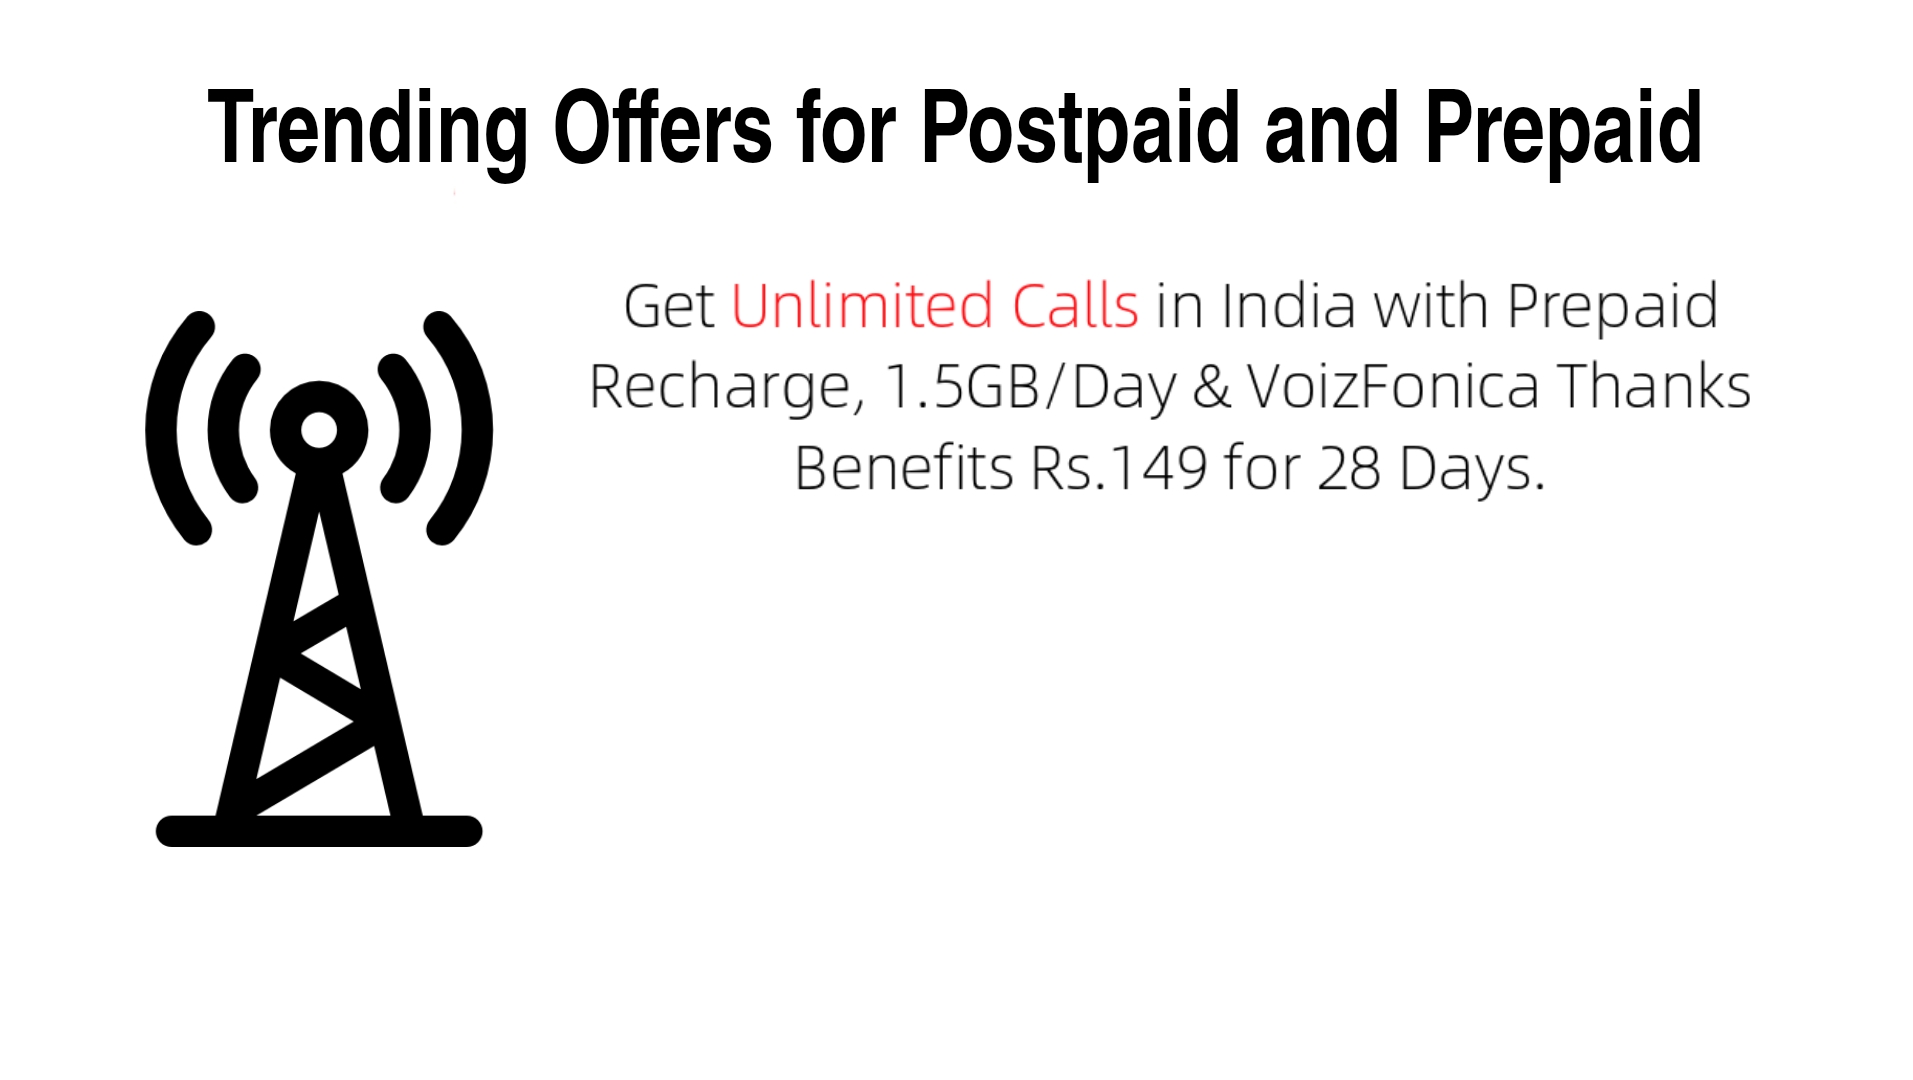 Trending Offers for Postpaid and Prepaid
Get Unlimited Calls in India with Prepaid
Recharge, 1.5GB/Day & VoizFonica Thanks
Benefits Rs.149 for 28 Days.